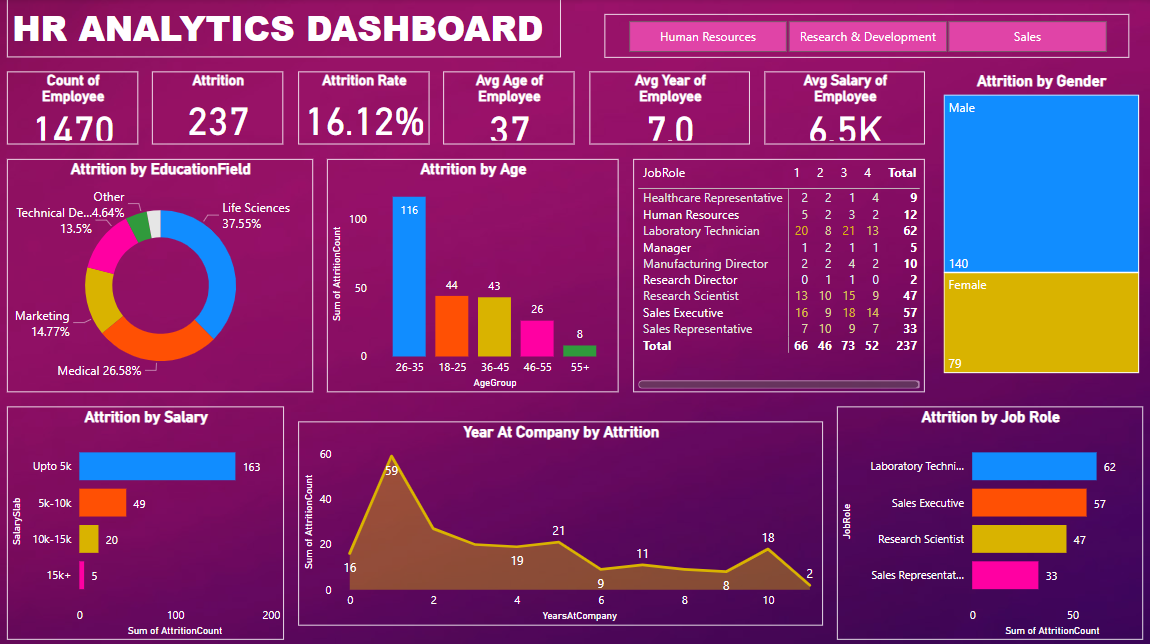 HR ANALYTICS DASHBOARD
Human Resources
Research & Development
Sales
Count of
Employee
1470
Attrition
237
Attrition Rate
16.12%
Avg Age of
Employee
37
Avg Year of
Employee
7.0
Avg Salary of
Employee
6.5K
Attrition by Gender
Male
140
Female
79
Attrition by EducationField
Other
4.64%
Technical De...
13.5%
Life Sciences
37.55%
Marketing
14.77%
Medical 26.58%
Attrition by Age
Sum of AttritionCount
100
50
0
116
44
43
26
8
26-35 18-25 36-45 46-55 55+
AgeGroup
JobRole 1 2 3 4 Total
Healthcare Representative 2 2 1 4 9
Human Resources 5 2 3 2 12
Laboratory Technician 20 8 21 13 62
Manager 1 2 1 1 5
Manufacturing Director 2 2 4 2 10
Research Director 0 1 1 0 2
Research Scientist 13 10 15 9 47
Sales Executive 16 9 18 14 57
Sales Representative 7 10 9 7 33
Total 66 46 73 52 237
Attrition by Salary
SalarySlab
Upto 5k 163
5k-10k 49
10k-15k 20
15k+ 5
0 100 200
Sum of AttritionCount
Year At Company by Attrition
Sum of AttritionCount
60
40
20
0
16
59
19
21
9
11
8
18
2
0 2 4 6 8 10
YearsAtCompany
Attrition by Job Role
JobRole
Laboratory Techni... 62
Sales Executive 57
Research Scientist 47
Sales Representat... 33
0 50
Sum of AttritionCount